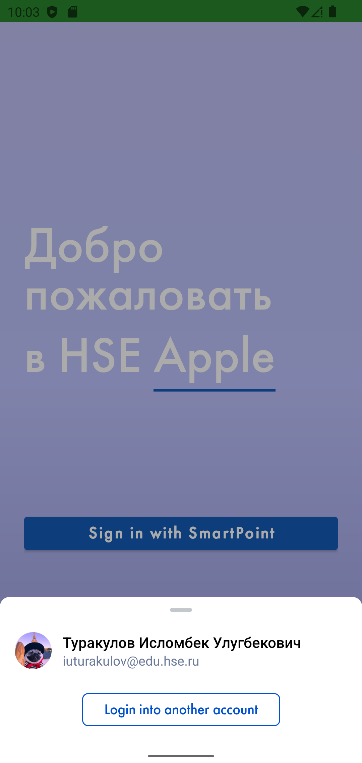 10:03
Добро
пожаловать
в HSE Apple
Sign in with SmartPoint
Туракулов Исломбек Улугбекович
iuturakulov@edu.hse.ru
Login into another account